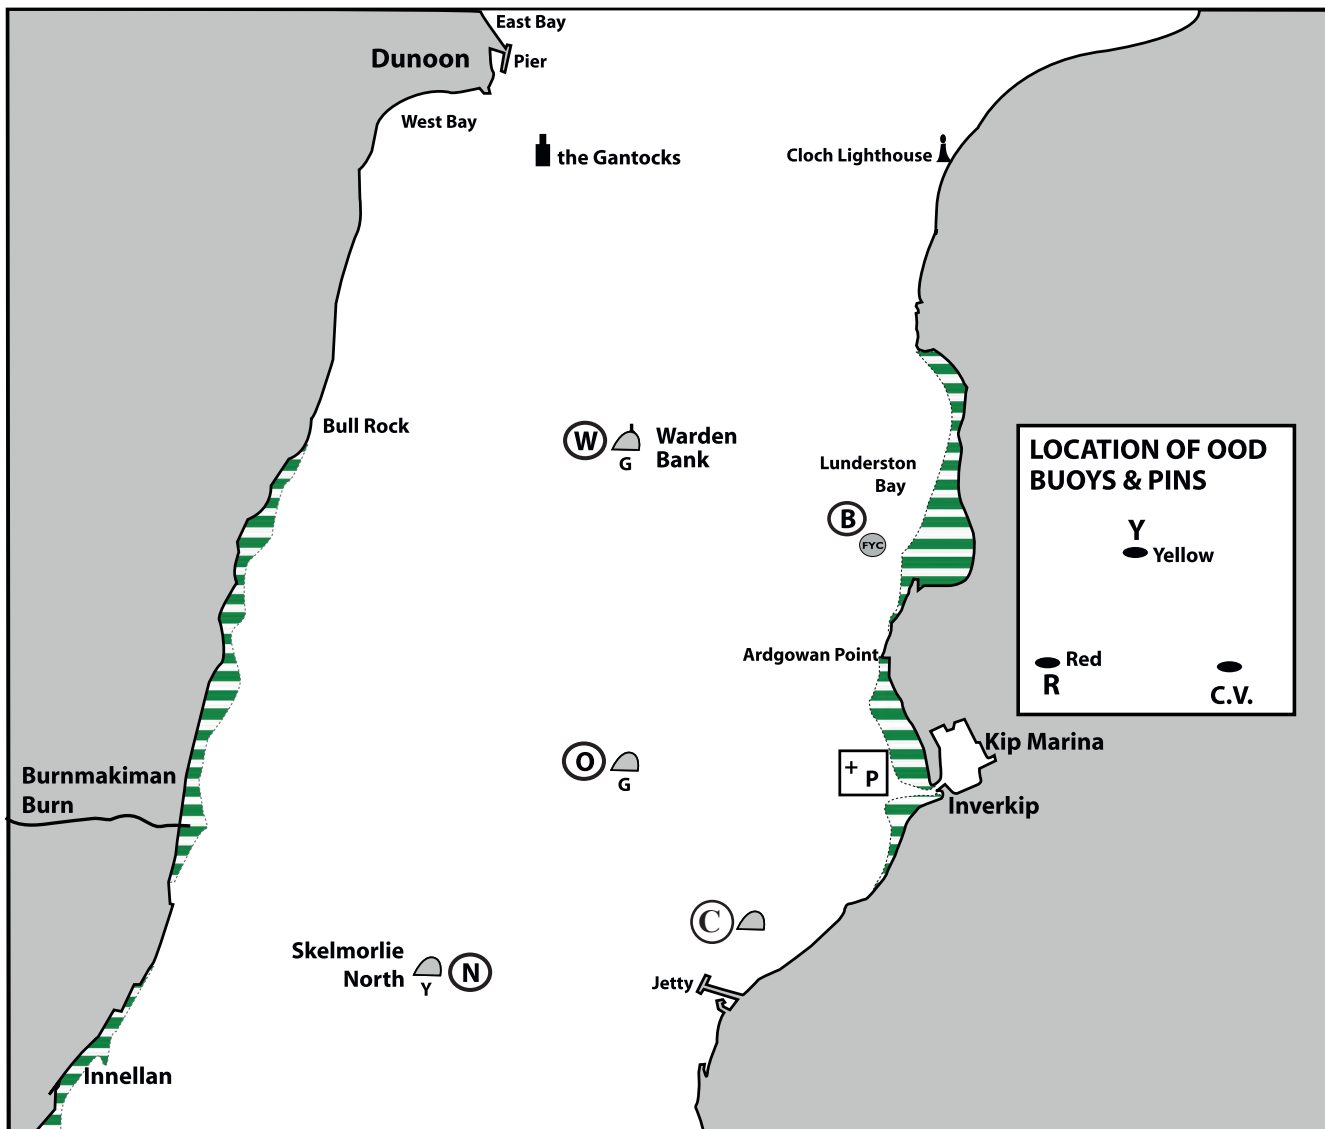 East Bay
Dunoon
Pier
West Bay
the Gantocks
Cloch Lighthouse
Bull Rock
W
G
Warden
Bank
Lunderston
Bay
B
FYC
LOCATION OF OOD
BUOYS & PINS
Y
Yellow
Red
R
C.V.
Ardgowan Point
Kip Marina
+ P
Inverkip
O
G
Burnmakiman
Burn
C
Skelmorlie
North
Y
N
Jetty
Innellan